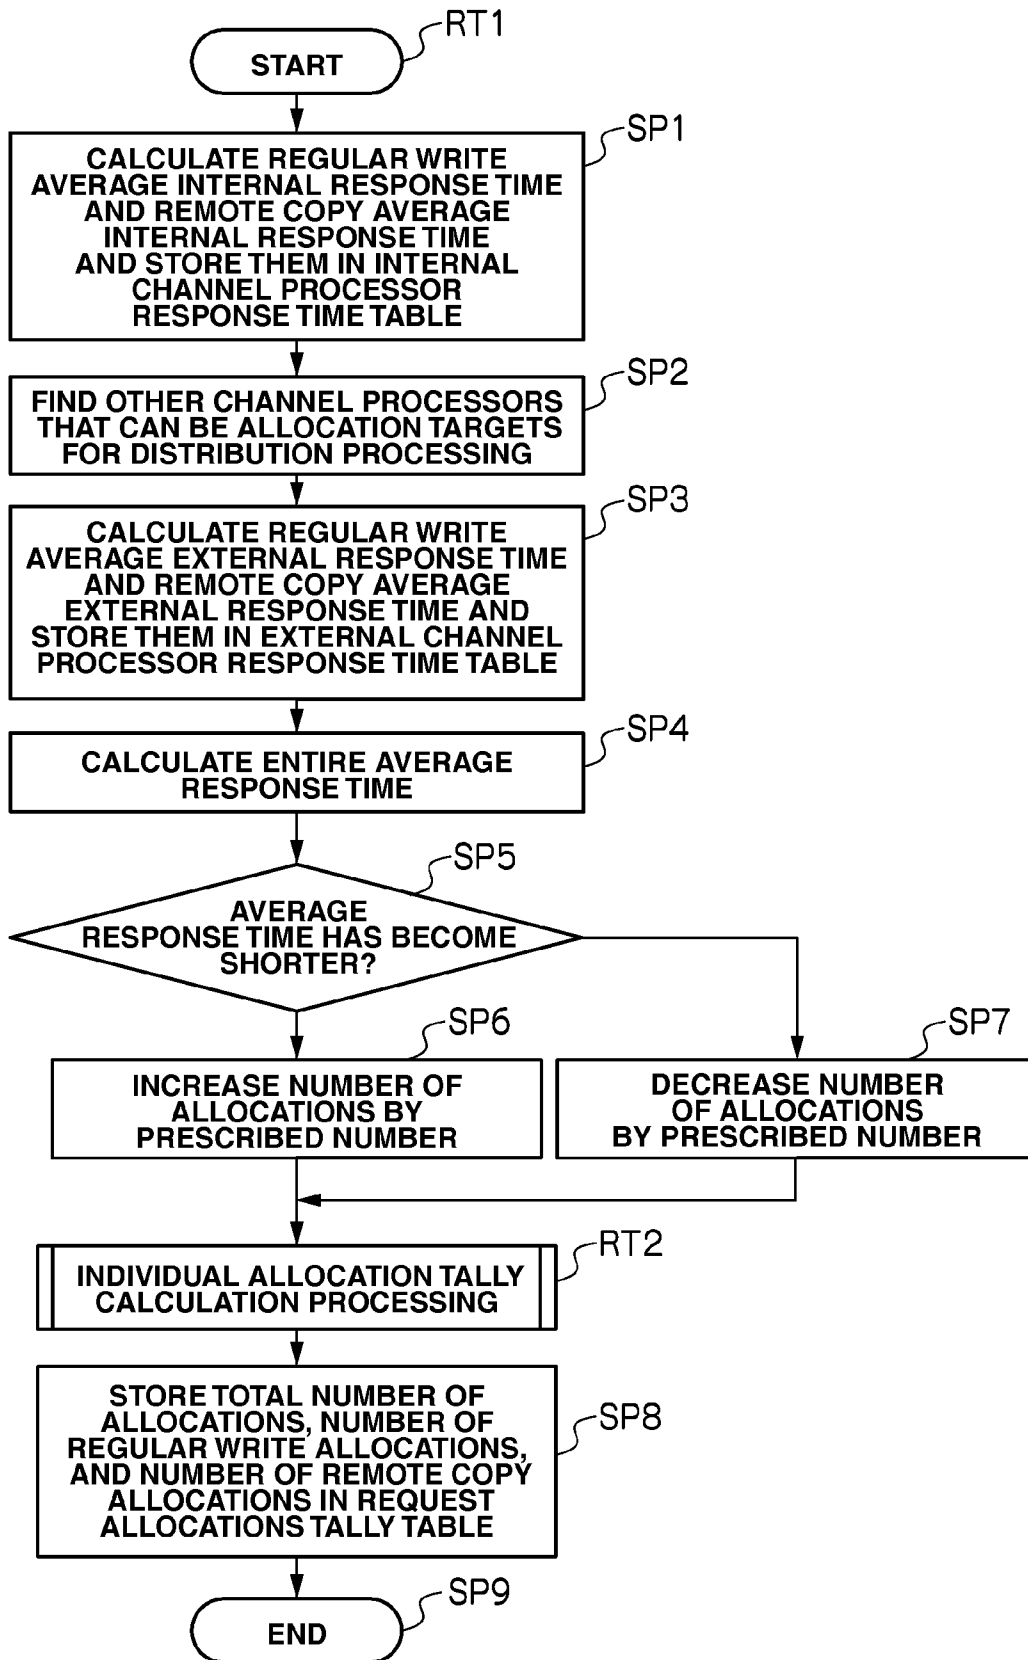 RT1
START
SP1
CALCULATE REGULAR WRITE
AVERAGE INTERNAL RESPONSE TIME
AND REMOTE COPY AVERAGE
INTERNAL RESPONSE TIME
AND STORE THEM IN INTERNAL
CHANNEL PROCESSOR
RESPONSE TIME TABLE
SP2
FIND OTHER CHANNEL PROCESSORS
THAT CAN BE ALLOCATION TARGETS
FOR DISTRIBUTION PROCESSING
SP3
CALCULATE REGULAR WRITE
AVERAGE EXTERNAL RESPONSE TIME
AND REMOTE COPY AVERAGE
EXTERNAL RESPONSE TIME AND
STORE THEM IN EXTERNAL CHANNEL
PROCESSOR RESPONSE TIME TABLE
SP4
CALCULATE ENTIRE AVERAGE
RESPONSE TIME
SP5
AVERAGE
RESPONSE TIME HAS BECOME
SHORTER?
SP6
INCREASE NUMBER OF
ALLOCATIONS BY
PRESCRIBED NUMBER
SP7
DECREASE NUMBER
OF ALLOCATIONS
BY PRESCRIBED NUMBER
RT2
INDIVIDUAL ALLOCATION TALLY
CALCULATION PROCESSING
SP8
STORE TOTAL NUMBER OF
ALLOCATIONS, NUMBER OF
REGULAR WRITE ALLOCATIONS,
AND NUMBER OF REMOTE COPY
ALLOCATIONS IN REQUEST
ALLOCATIONS TALLY TABLE
SP9
END